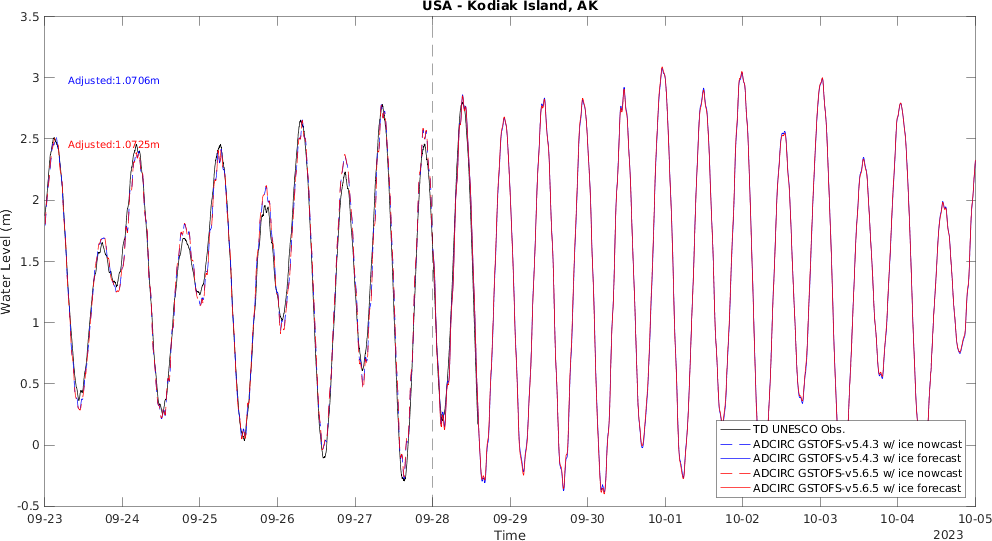 USA - Kodiak Island, AK
3.5
3
2.5
2
1.5
1
0.5
0
-0.5
Water Level (m)
Adjusted:1.0706m
Adjusted:1.0725m
TD UNESCO Obs.
ADCIRC GSTOFS-v5.4.3 w/ ice nowcast
ADCIRC GSTOFS-v5.4.3 w/ ice forecast
ADCIRC GSTOFS-v5.6.5 w/ ice nowcast
ADCIRC GSTOFS-v5.6.5 w/ ice forecast
09-23 09-24 09-25 09-26 09-27 09-28 09-29 09-30 10-01 10-02 10-03 10-04 10-05
Time
2023